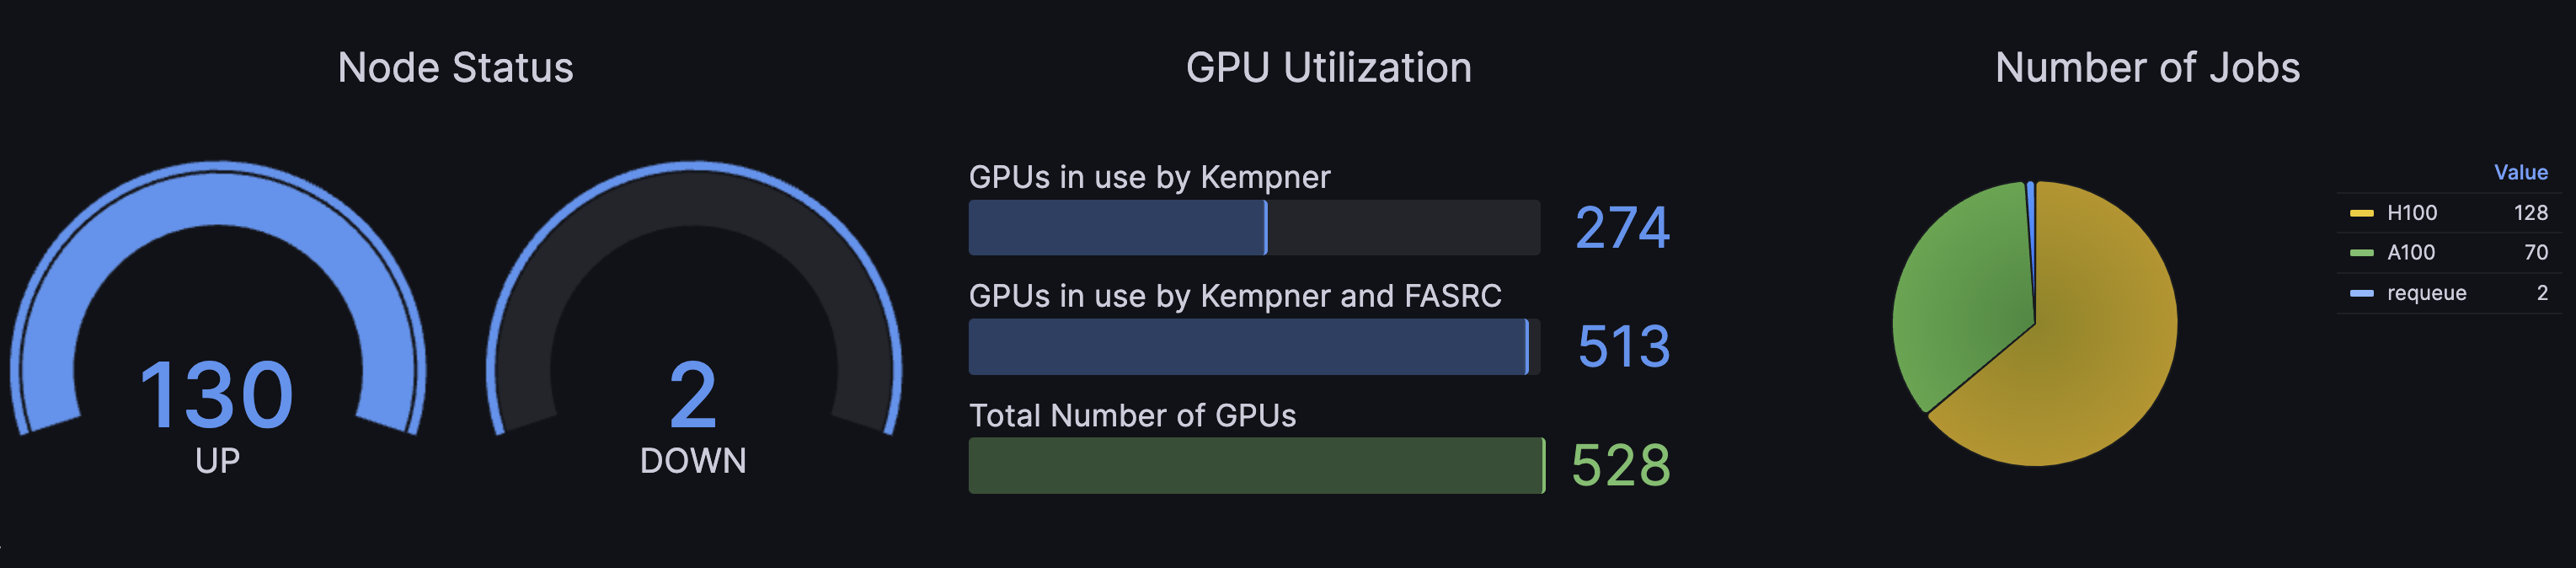 Node Status
130
UP
2
DOWN
GPU Utilization
GPUs in use by Kempner
274
GPUs in use by Kempner and FASRC
513
Total Number of GPUs
528
Number of Jobs
Value
H100 128
A100 70
requeue 2